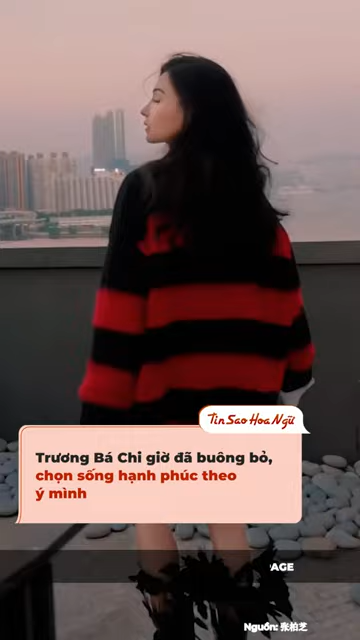 Tin Sao Hoa Ngữ
Trương Bá Chi giờ đã buông bỏ,
chọn sống hạnh phúc theo
ý mình
AGE
Nguồn: 张柏芝